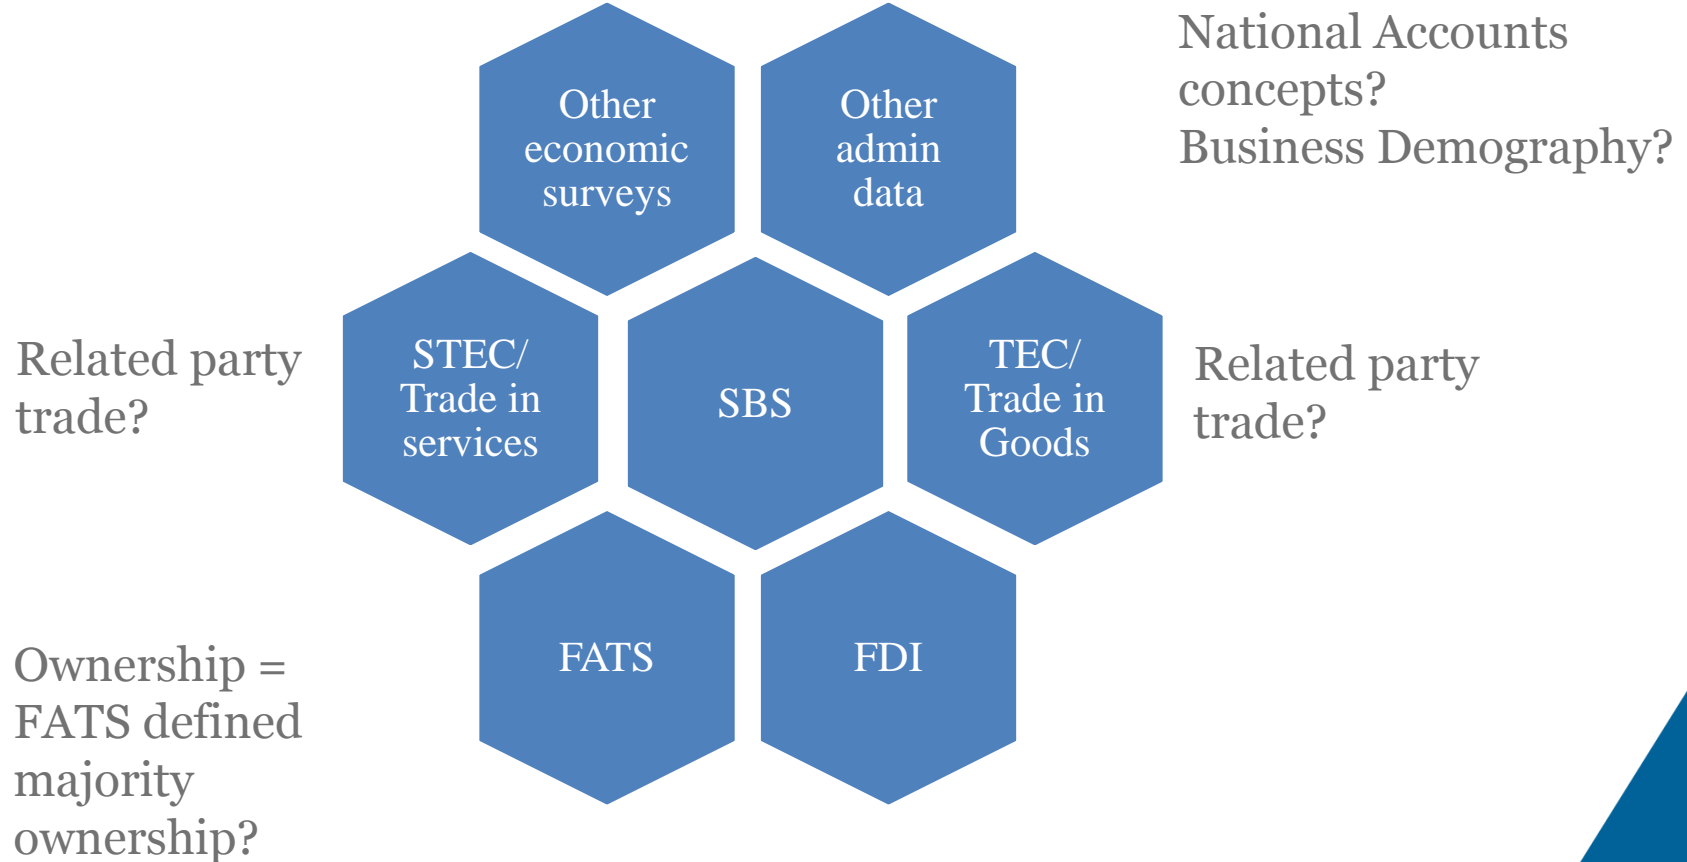 National Accounts
concepts?
Business Demography?
Other
economic
surveys
Other
admin
data
Related party
trade?
STEC/
Trade in
services
SBS
TEC/
Trade in
Goods
Related party
trade?
Ownership =
FATS defined
majority
ownership?
FATS
FDI